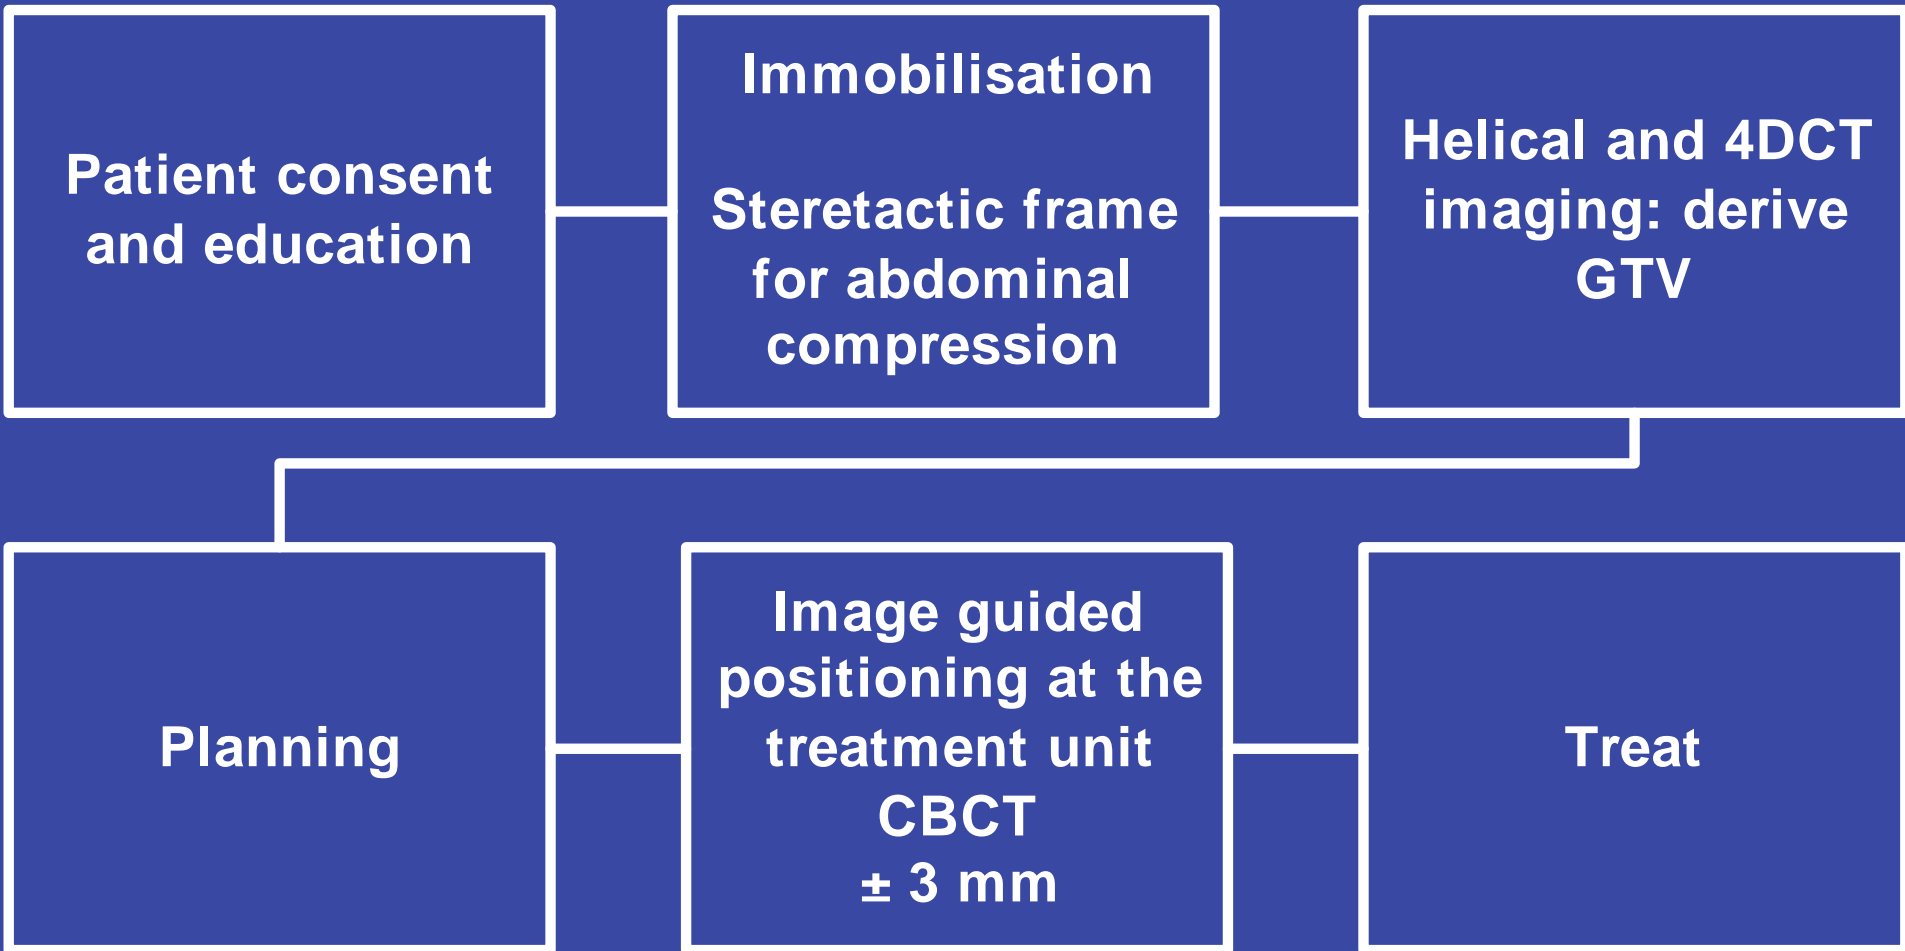 Patient consent
and education
Immobilisation
Steretactic frame
for abdominal
compression
Helical and 4DCT
imaging: derive
GTV
Planning
Image guided
positioning at the
treatment unit
CBCT
± 3 mm
Treat